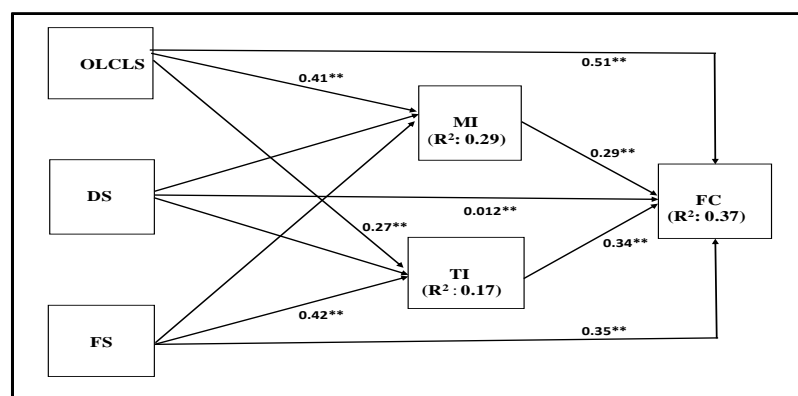 OLCLS
0.51**
0.41**
MI
(R²: 0.29)
0.29**
DS
FC
(R²: 0.37)
0.012**
0.27**
0.34**
TI
(R² : 0.17)
0.42**
FS
0.35**